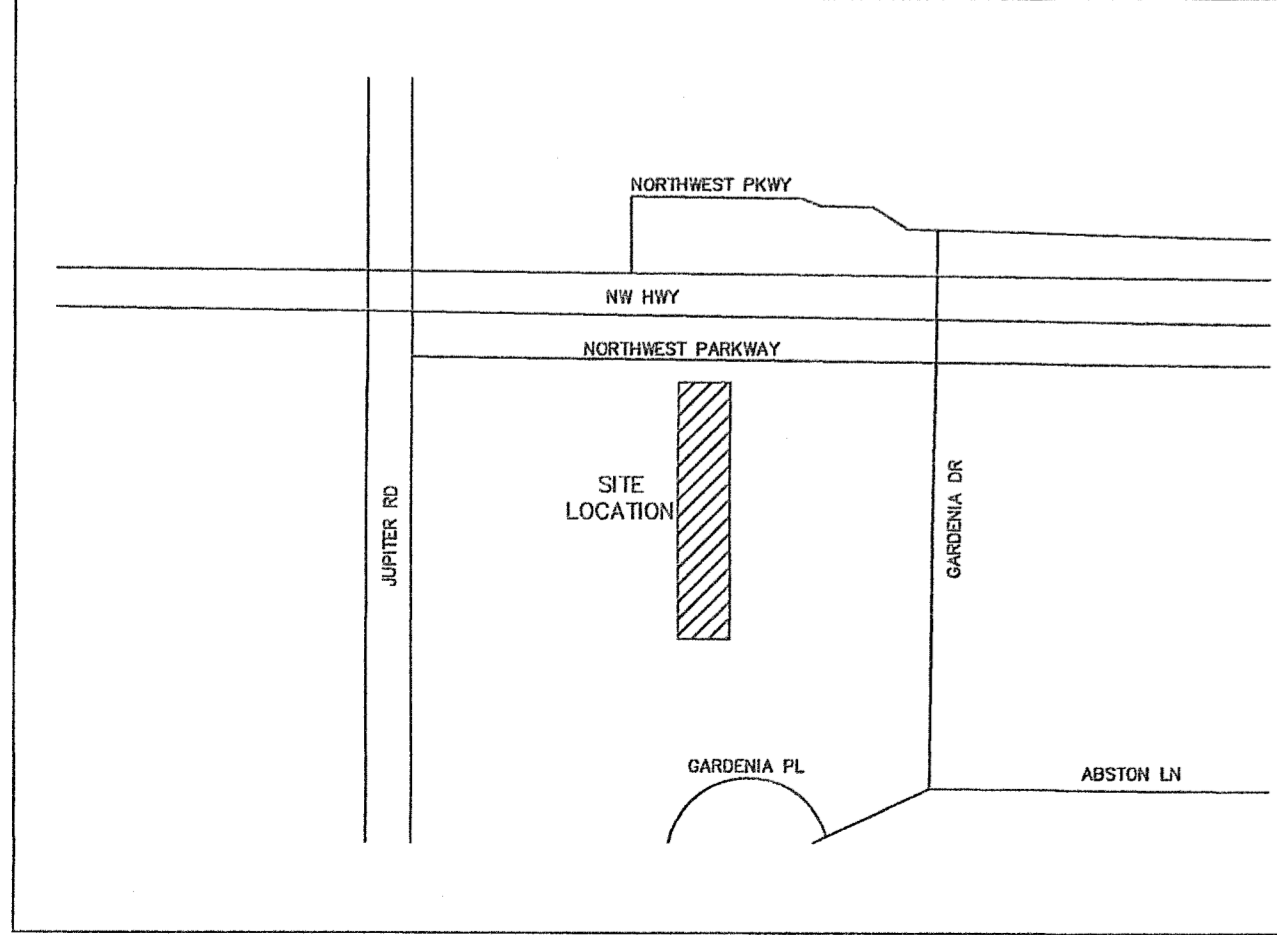 NORTHWEST PKWY
NW HWY
NORTHWEST PARKWAY
SITE
LOCATION
JUPITER RD
GARDENIA DR
GARDENIA PL
ABSTON LN